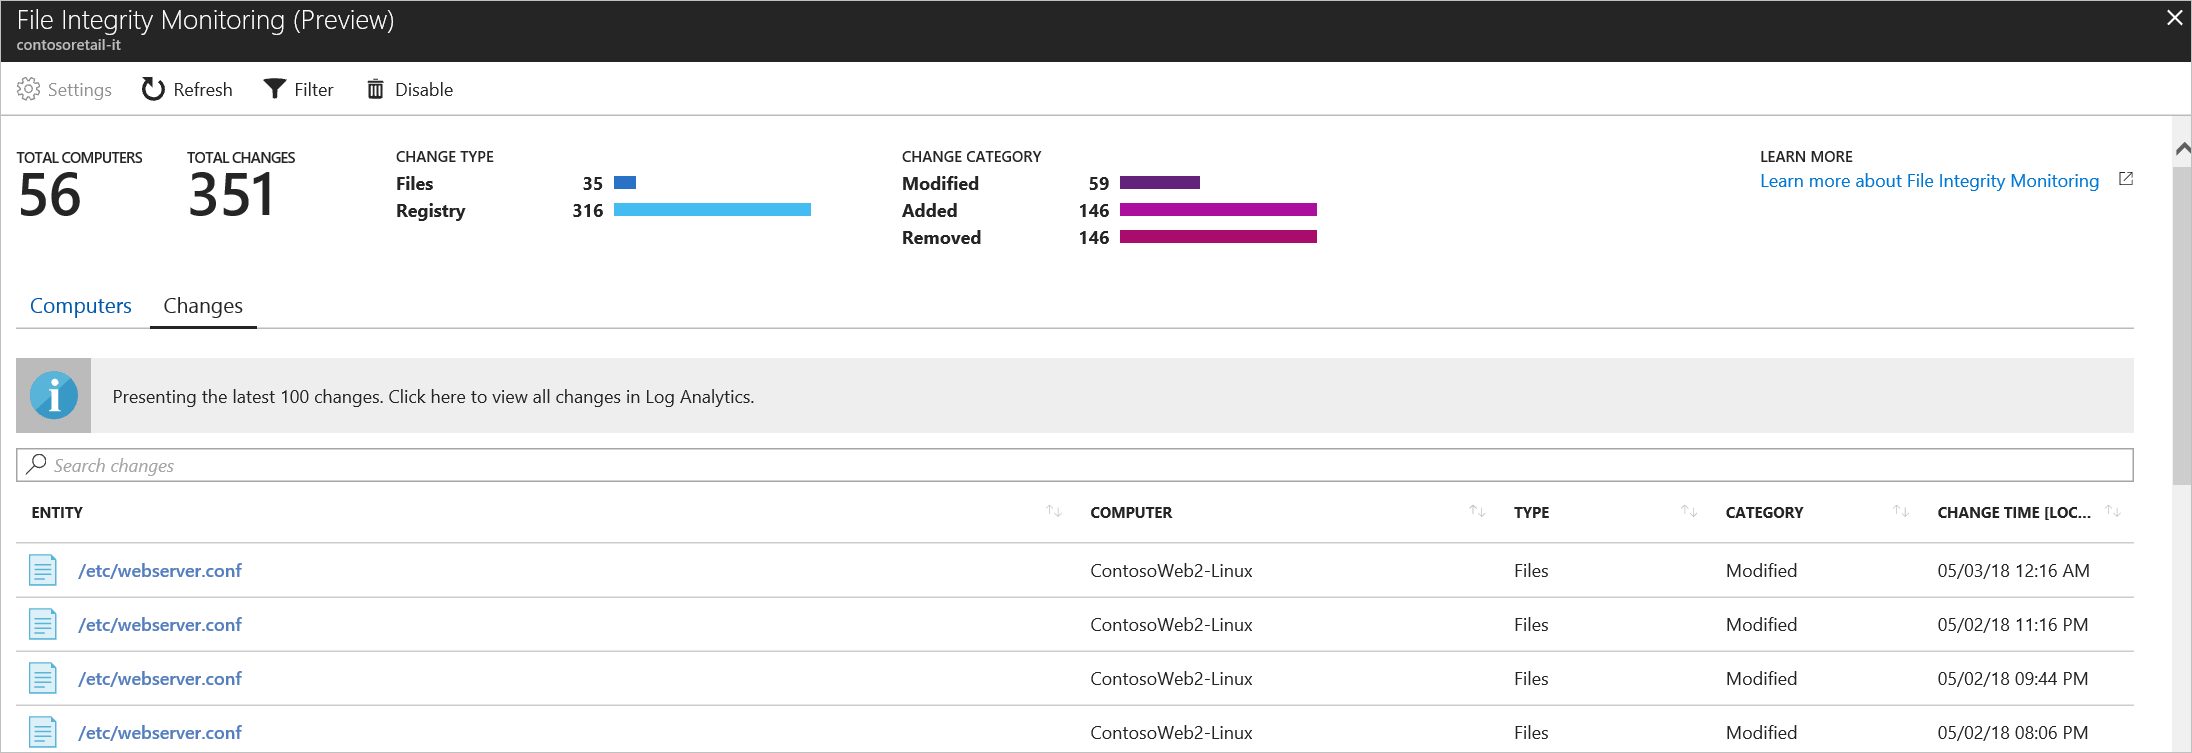 File Integrity Monitoring (Preview)
contosoretail-it
Settings Refresh Filter Disable
TOTAL COMPUTERS
56
TOTAL CHANGES
351
CHANGE TYPE
Files 35
Registry 316
CHANGE CATEGORY
Modified 59
Added 146
Removed 146
LEARN MORE
Learn more about File Integrity Monitoring
Computers Changes
Presenting the latest 100 changes. Click here to view all changes in Log Analytics.
Search changes
ENTITY COMPUTER TYPE CATEGORY CHANGE TIME [LOC...
/etc/webserver.conf ContosoWeb2-Linux Files Modified 05/03/18 12:16 AM
/etc/webserver.conf ContosoWeb2-Linux Files Modified 05/02/18 11:16 PM
/etc/webserver.conf ContosoWeb2-Linux Files Modified 05/02/18 09:44 PM
/etc/webserver.conf ContosoWeb2-Linux Files Modified 05/02/18 08:06 PM